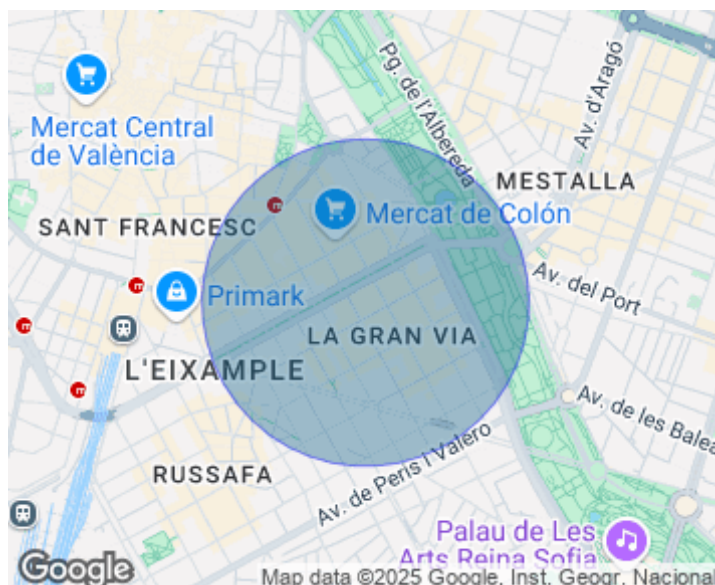 Mercat Central
de València
Pg. de l'Albereda
Av. d'Aragó
MESTALLA
SANT FRANCESC
Mercat de Colón
Av. del Port
Primark
LA GRAN VIA
L'EIXAMPLE
Av. de les Balea
RUSSAFA
Av. de Peris i Valero
Palau de Les
Arts Reina Sofia
Google
Map data ©2025 Google, Inst. Geogr. Nacional